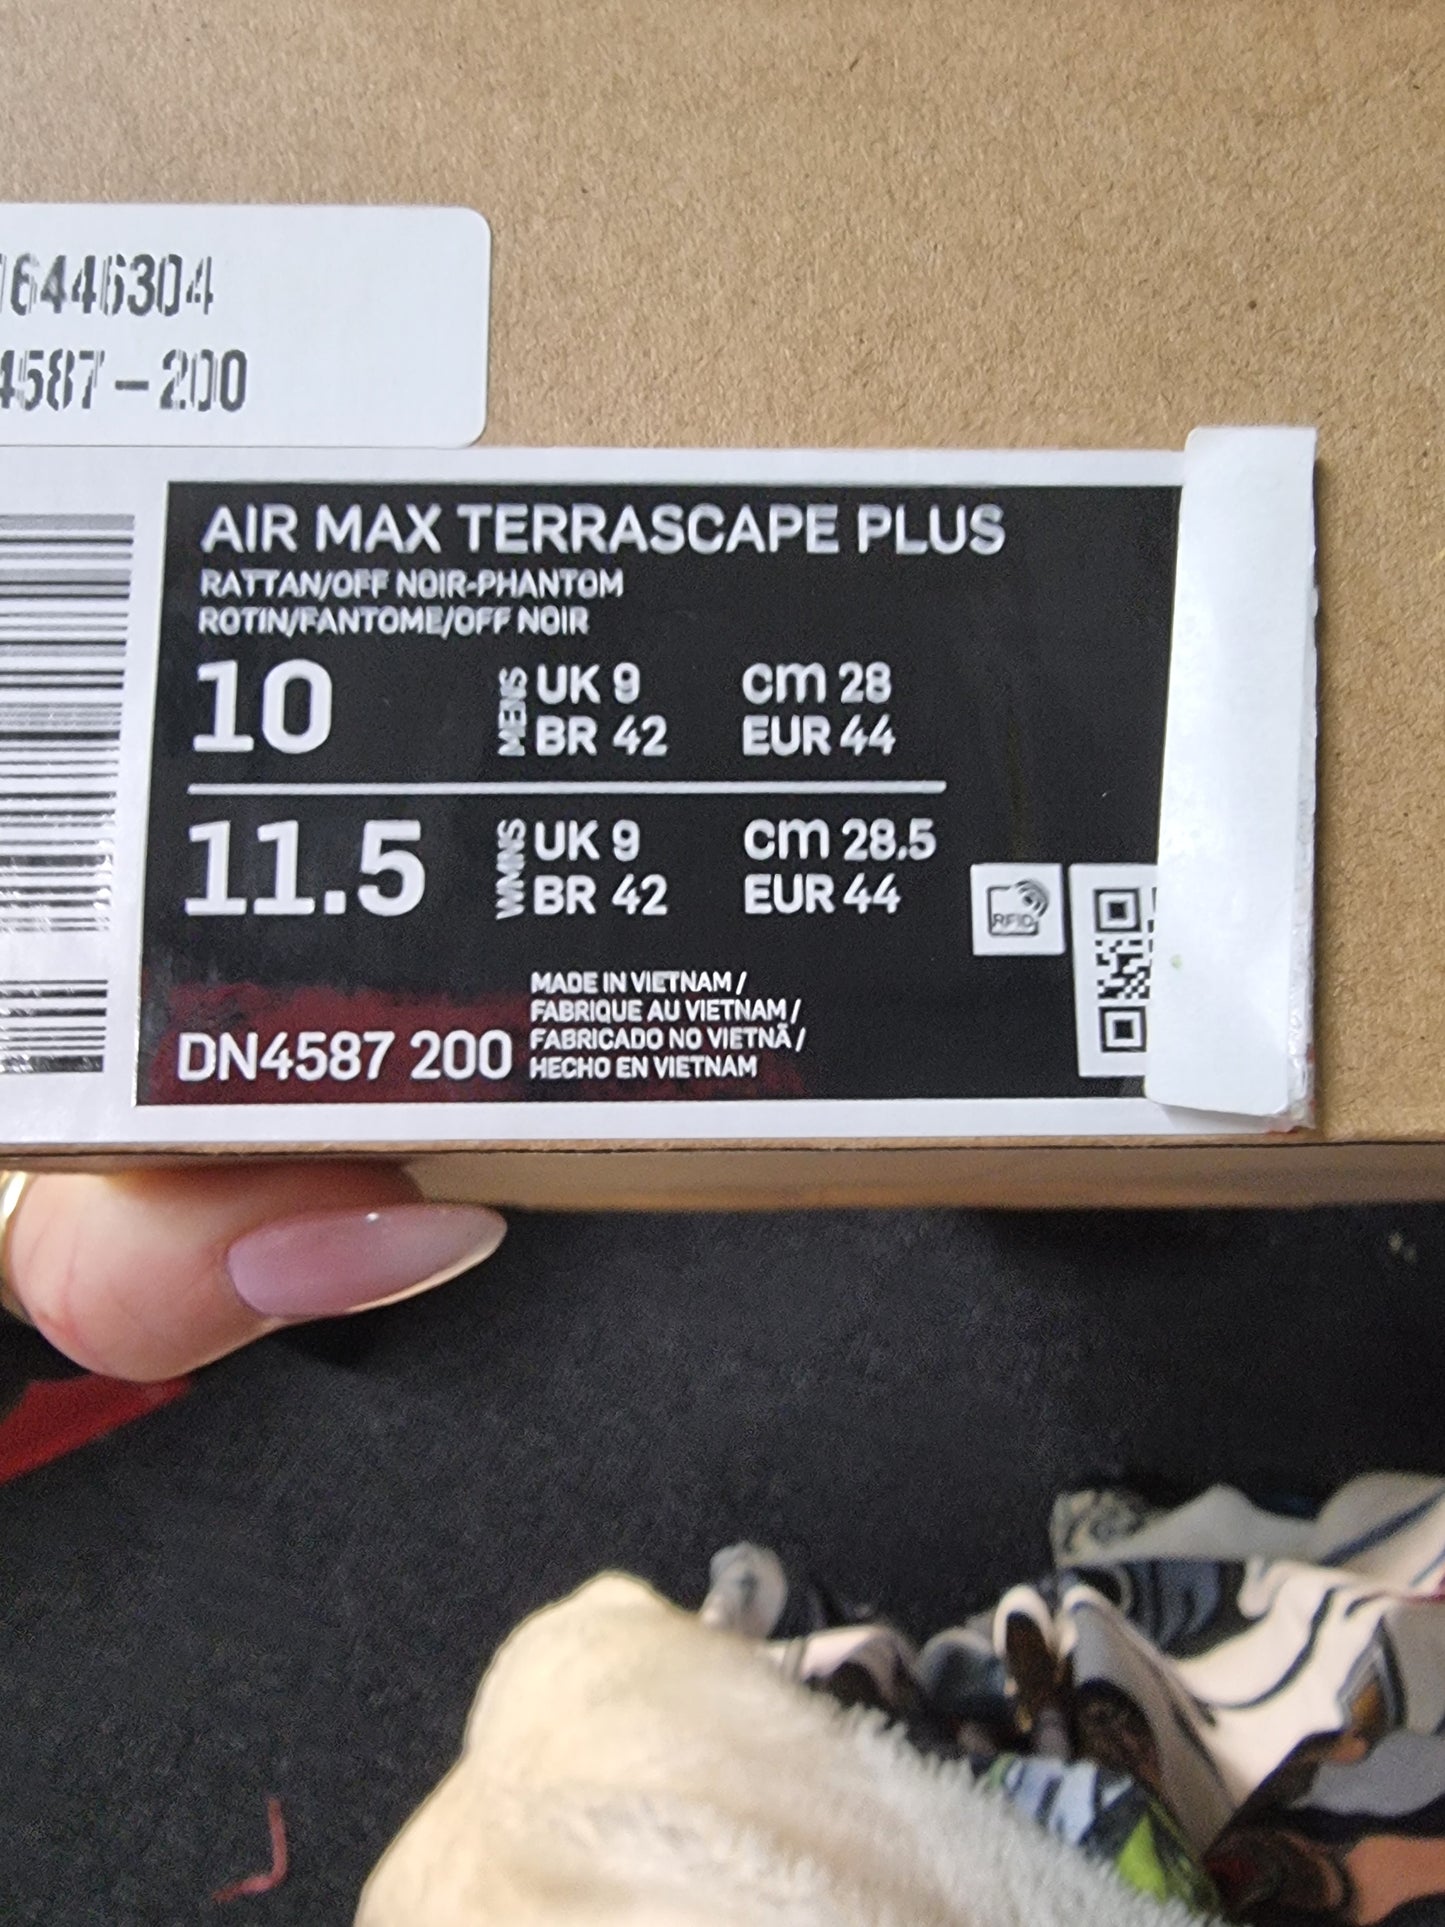 16446304
4587-200
AIR MAX TERRASCAPE PLUS
RATTAN/OFF NOIR-PHANTOM
ROTIN/FANTOME/OFF NOIR
10 MENS UK 9 cm 28
BR 42 EUR 44
11.5 WMNS UK 9 cm 28.5
BR 42 EUR 44
RFID
MADE IN VIETNAM /
FABRIQUE AU VIETNAM /
FABRICADO NO VIETNÃ /
HECHO EN VIETNAM
DN4587 200